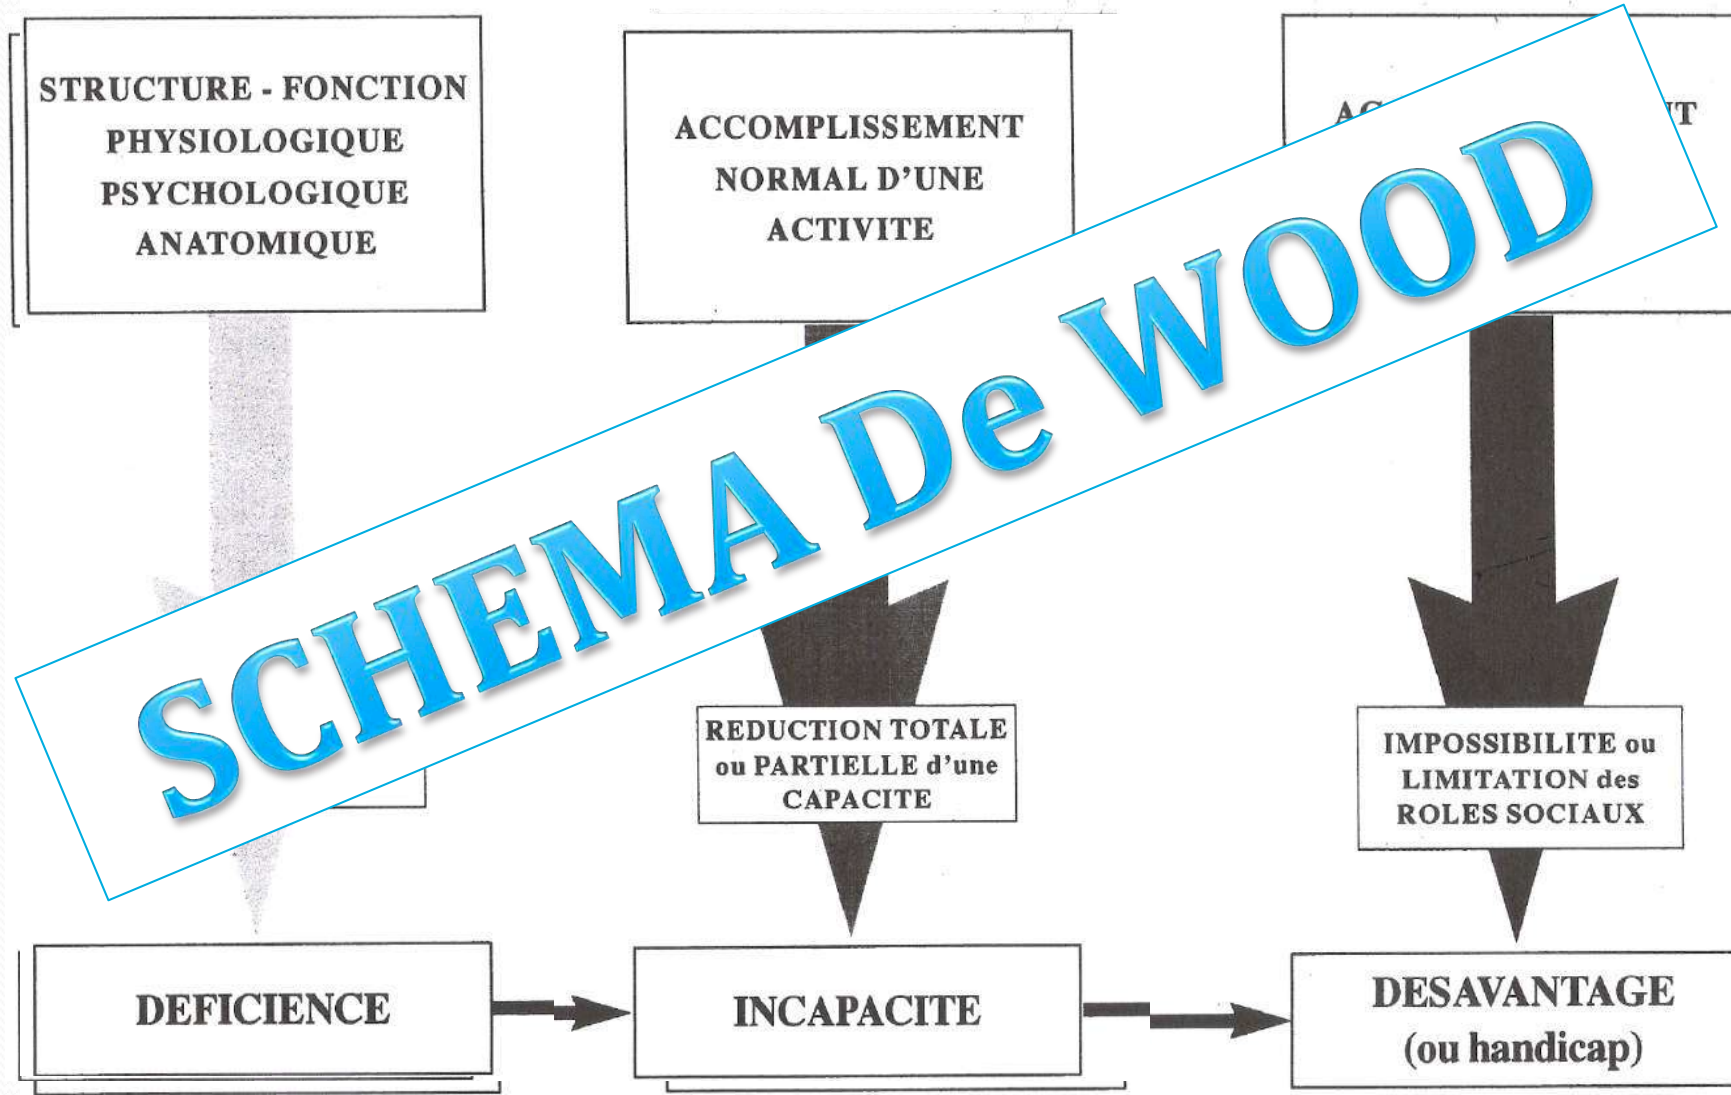 STRUCTURE - FONCTION
PHYSIOLOGIQUE
PSYCHOLOGIQUE
ANATOMIQUE
ACCOMPLISSEMENT
NORMAL D'UNE
ACTIVITE
SCHEMA De WOOD
REDUCTION TOTALE
ou PARTIELLE d'une
CAPACITE
IMPOSSIBILITE ou
LIMITATION des
ROLES SOCIAUX
DEFICIENCE
INCAPACITE
DESAVANTAGE
(ou handicap)